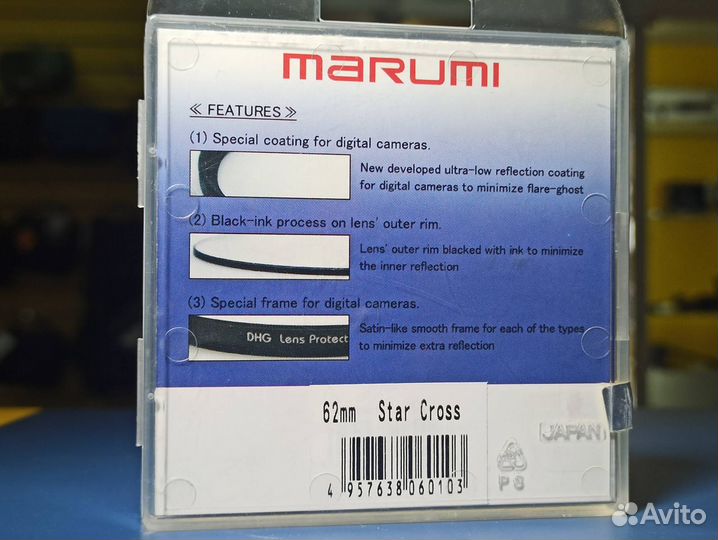 marumi
≪ FEATURES ≫
(1) Special coating for digital cameras.
New developed ultra-low reflection coating
for digital cameras to minimize flare-ghost
(2) Black-ink process on lens' outer rim.
Lens' outer rim blacked with ink to minimize
the inner reflection
(3) Special frame for digital cameras.
DHG Lens Protect
Satin-like smooth frame for each of the types
to minimize extra reflection
62mm Star Cross
JAPAN
4 957638 060103
PS
Avito